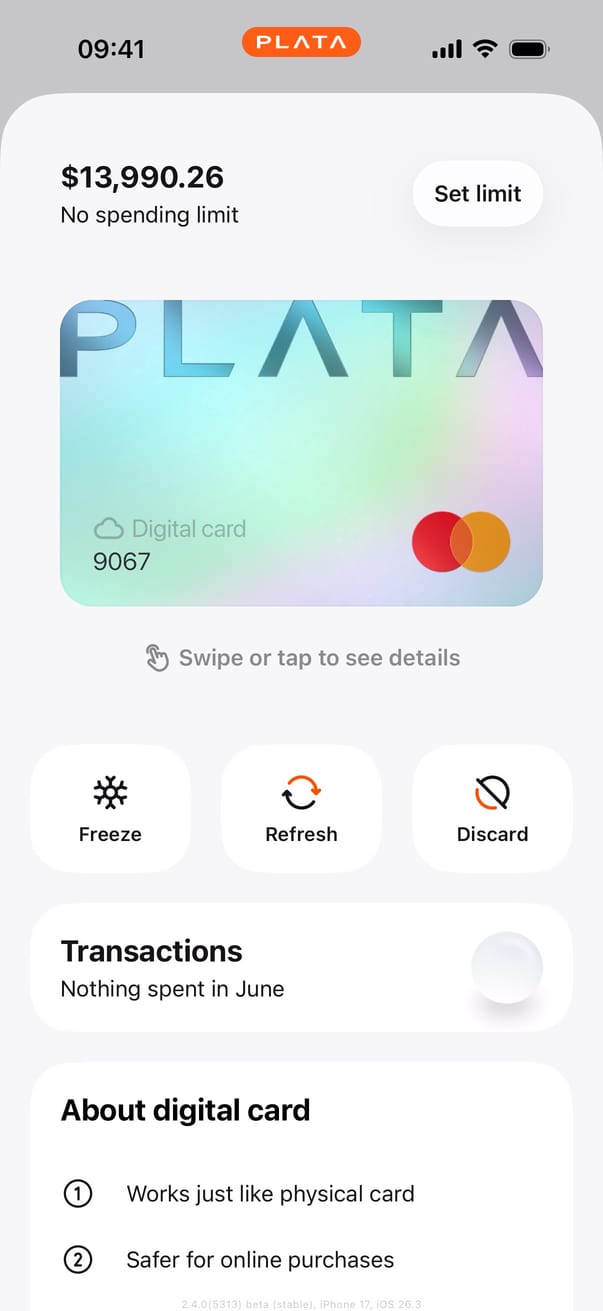 09:41
PLATA
$13,990.26
No spending limit
Set limit
PLATA
Digital card
9067
Swipe or tap to see details
Freeze
Refresh
Discard
Transactions
Nothing spent in June
About digital card
1 Works just like physical card
2 Safer for online purchases
2.4.0(5313) beta (stable), iPhone 17, iOS 26.3